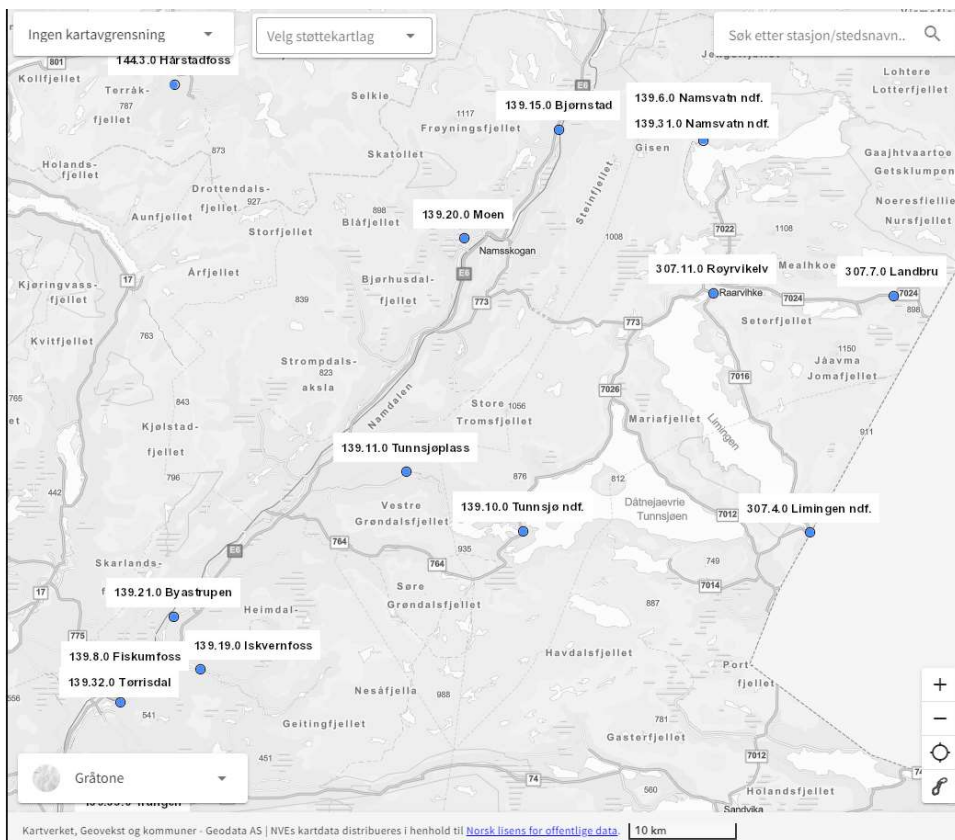 Ingen kartavgrensning
Velg støttekartlag
Søk etter stasjon/stedsnavn..
801
Kollfjellet
144.3.0 Hårstadfoss
Terråk-
787
fjellet
Selkie
E6
Lohtere
Lotterfjellet
1117
Frøyningsfjellet
139.15.0 Bjørnstad
139.6.0 Namsvatn ndf.
139.31.0 Namsvatn ndf.
Gisen
873
Skatollet
Holands-
fjellet
Gaajhtvaartoe
Getsklumpen
Drottendals-
927
fjellet
Steinfjellet
Noeresfiellie
Nursfjellet
Aunfjellet
Storfjellet
898
Blåfjellet
139.20.0 Moen
Namsskogan
1008
7022
1108
17
Årfjellet
Bjørhusdal-
fjellet
E6
307.11.0 Røyrvikelv
Mealhkoe
307.7.0 Landbru
Kjøringvass-
fjellet
839
773
Raarvihke
7024
7024
898
Seterfjellet
773
763
Kvitfjellet
Strompdals-
823
aksla
1150
Jåavma
Jomafjellet
7016
765
843
Namdalen
Store
1056
Tromsfjellet
7026
Mariafjellet
Limingen
Kjølstad-
fjellet
911
139.11.0 Tunnsjøplass
796
876
812
442
Vestre
Grøndalsfjellet
139.10.0 Tunnsjø ndf.
Dåtnejaevrie
Tunnsjøen
7012
307.4.0 Limingen ndf.
764
935
764
E6
749
Skarlands-
7014
Søre
Grøndalsfjellet
17
139.21.0 Byastrupen
887
Heimdal-
775
139.19.0 Iskvernfoss
139.8.0 Fiskumfoss
Havdalsfjellet
Port-
fjellet
139.32.0 Tørrisdal
556
541
Nesåfjella
988
Geitingfjellet
781
Gasterfjellet
451
7012
74
560
Holandsfjellet
Sandvika
Gråtone
+
−
Kartverket, Geovekst og kommuner - Geodata AS | NVEs kartdata distribueres i henhold til Norsk lisens for offentlige data.
10 km